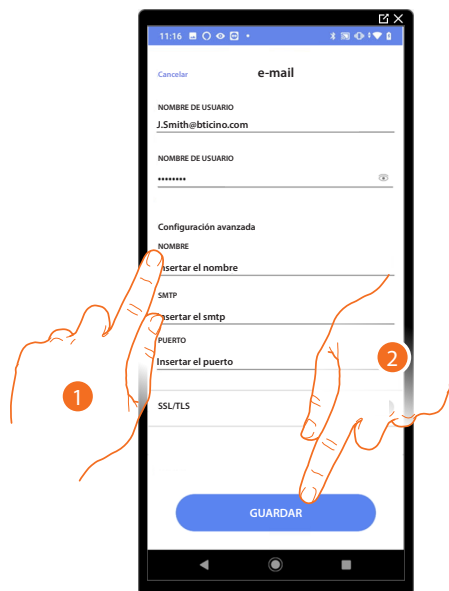 11:16
Cancelar
e-mail
NOMBRE DE USUARIO
J.Smith@bticino.com
NOMBRE DE USUARIO
••••••••
Configuración avanzada
NOMBRE
Insertar el nombre
SMTP
Insertar el smtp
PUERTO
Insertar el puerto
SSL/TLS
1
2
GUARDAR